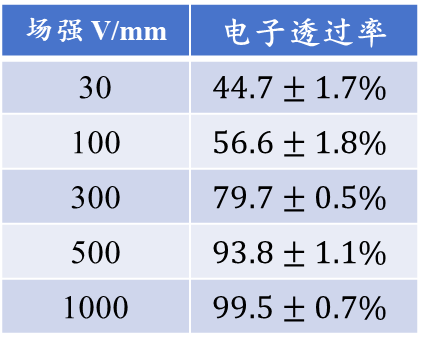 场强 V/mm 电子透过率
30 44.7 ± 1.7%
100 56.6 ± 1.8%
300 79.7 ± 0.5%
500 93.8 ± 1.1%
1000 99.5 ± 0.7%